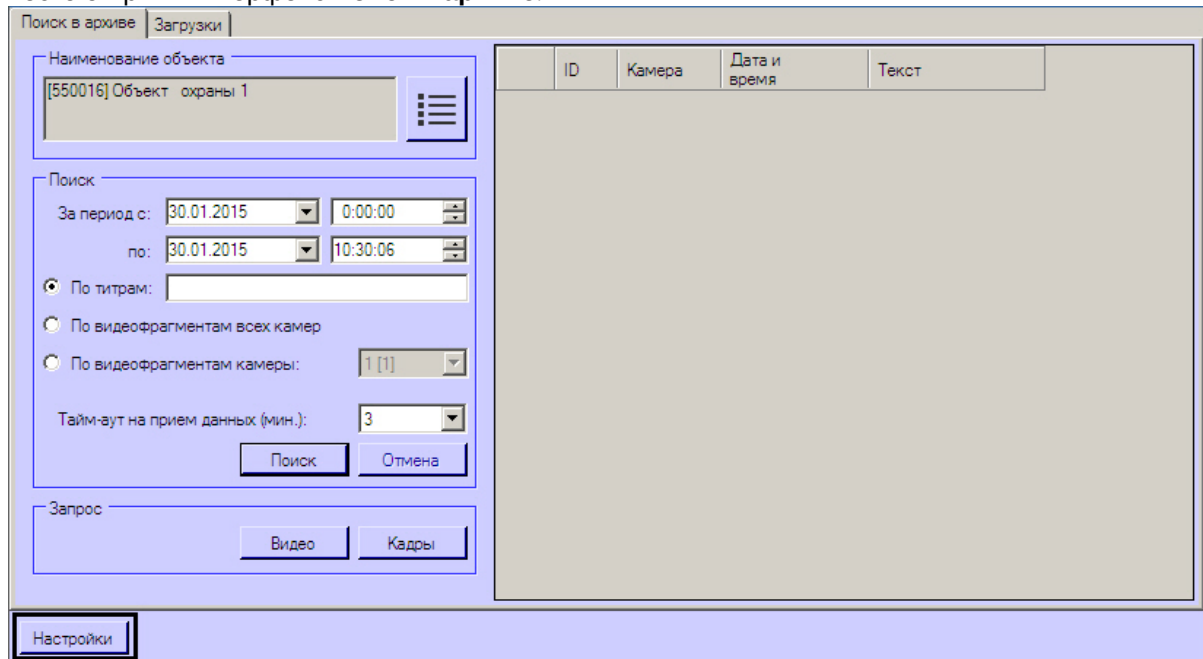 Поиск в архиве Загрузки
Наименование объекта
[550016] Объект охраны 1
ID Камера Дата и время Текст
Поиск
За период с: 30.01.2015 0:00:00
по: 30.01.2015 10:30:06
По титрам:
По видеофрагментам всех камер
По видеофрагментам камеры: 1 [1]
Тайм-аут на прием данных (мин.): 3
Поиск Отмена
Запрос
Видео Кадры
Настройки